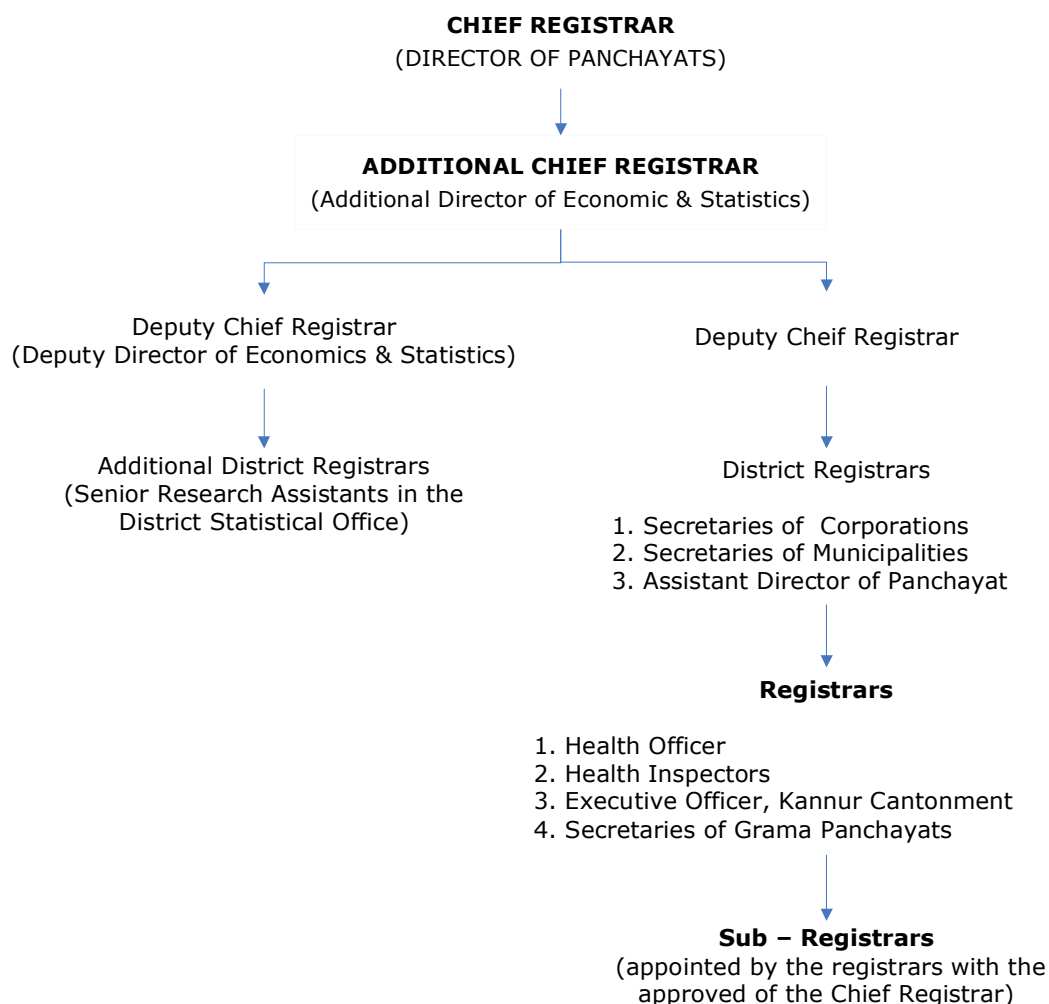 CHIEF REGISTRAR
(DIRECTOR OF PANCHAYATS)
ADDITIONAL CHIEF REGISTRAR
(Additional Director of Economic & Statistics)
Deputy Chief Registrar
(Deputy Director of Economics & Statistics)
Deputy Cheif Registrar
Additional District Registrars
(Senior Research Assistants in the
District Statistical Office)
District Registrars
1. Secretaries of Corporations
2. Secretaries of Municipalities
3. Assistant Director of Panchayat
Registrars
1. Health Officer
2. Health Inspectors
3. Executive Officer, Kannur Cantonment
4. Secretaries of Grama Panchayats
Sub – Registrars
(appointed by the registrars with the
approved of the Chief Registrar)